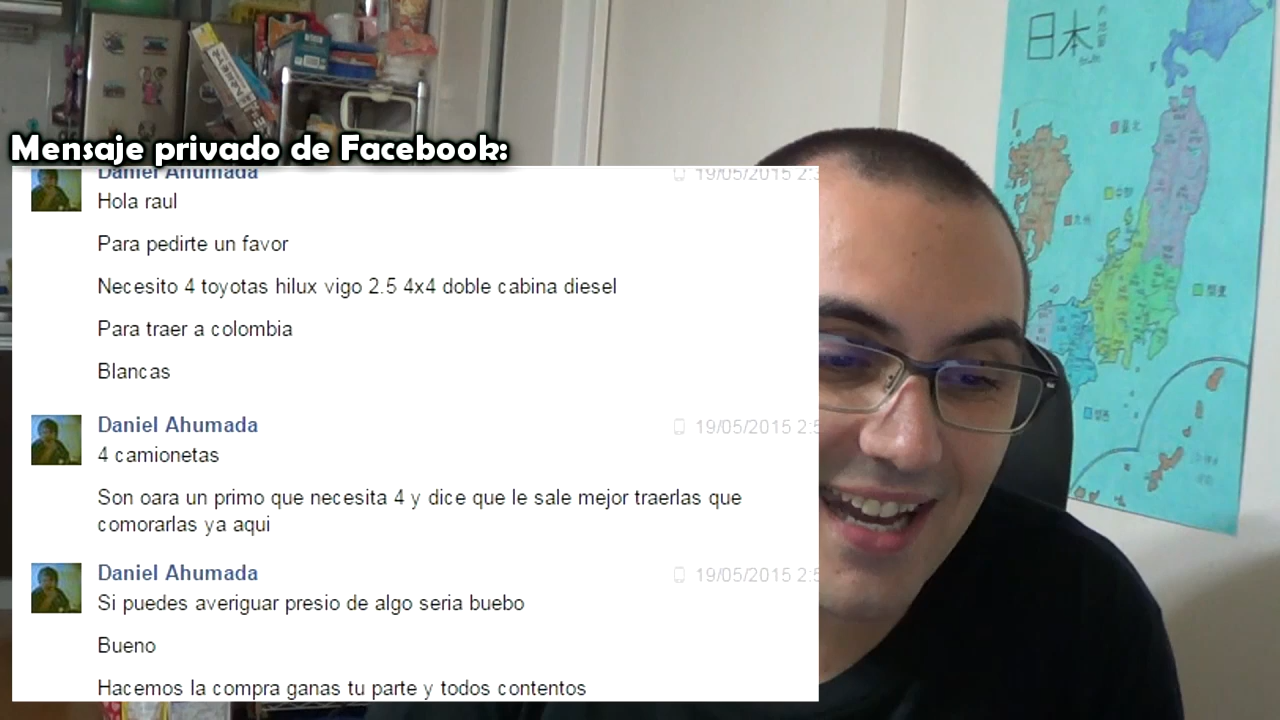 日本
Mensaje privado de Facebook:
Daniel Ahumada 19/05/2015
Hola raul
Para pedirte un favor
Necesito 4 toyotas hilux vigo 2.5 4x4 doble cabina diesel
Para traer a colombia
Blancas
Daniel Ahumada 19/05/2015
4 camionetas
Son oara un primo que necesita 4 y dice que le sale mejor traerlas que
comorarlas ya aqui
Daniel Ahumada 19/05/2015
Si puedes averiguar presio de algo seria buebo
Bueno
Hacemos la compra ganas tu parte y todos contentos